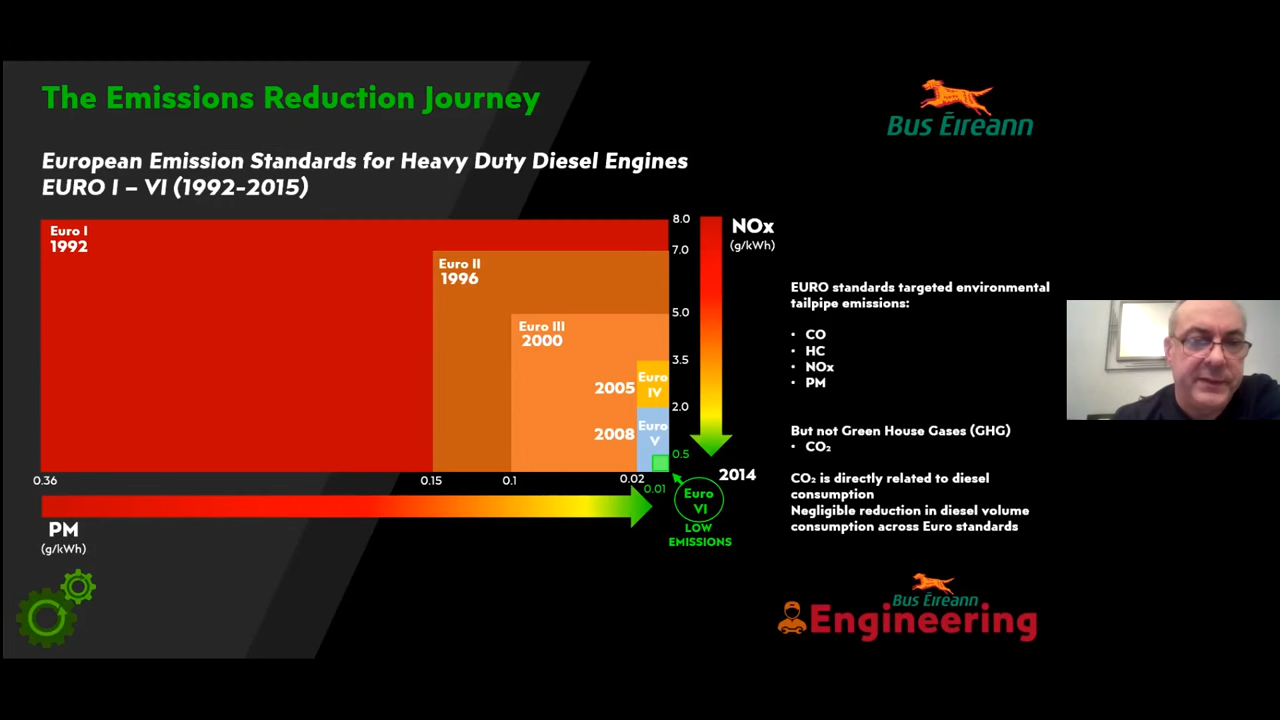 The Emissions Reduction Journey
Bus Éireann
European Emission Standards for Heavy Duty Diesel Engines
EURO I – VI (1992-2015)
Euro I
1992
Euro II
1996
Euro III
2000
2005
Euro
IV
2008
Euro
V
8.0
7.0
5.0
3.5
2.0
0.5
NOx
(g/kWh)
0.36
0.15
0.1
0.02
0.01
PM
(g/kWh)
2014
Euro
VI
LOW
EMISSIONS
EURO standards targeted environmental
tailpipe emissions:
• CO
• HC
• NOx
• PM
But not Green House Gases (GHG)
• CO₂
CO₂ is directly related to diesel
consumption
Negligible reduction in diesel volume
consumption across Euro standards
Bus Éireann
Engineering